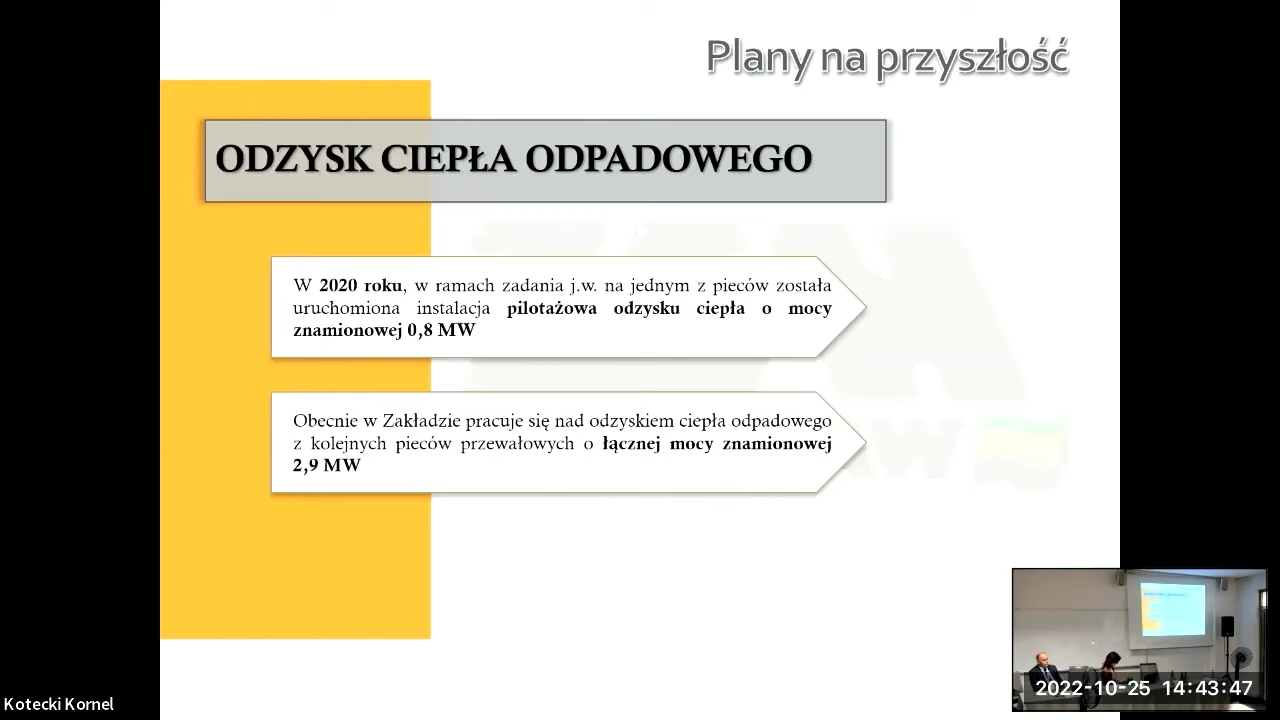 Plany na przyszłość
ODZYSK CIEPŁA ODPADOWEGO
W 2020 roku, w ramach zadania j.w. na jednym z pieców została
uruchomiona instalacja pilotażowa odzysku ciepła o mocy
znamionowej 0,8 MW
Obecnie w Zakładzie pracuje się nad odzyskiem ciepła odpadowego
z kolejnych pieców przewałowych o łącznej mocy znamionowej
2,9 MW
Kotecki Kornel
2022-10-25 14:43:47